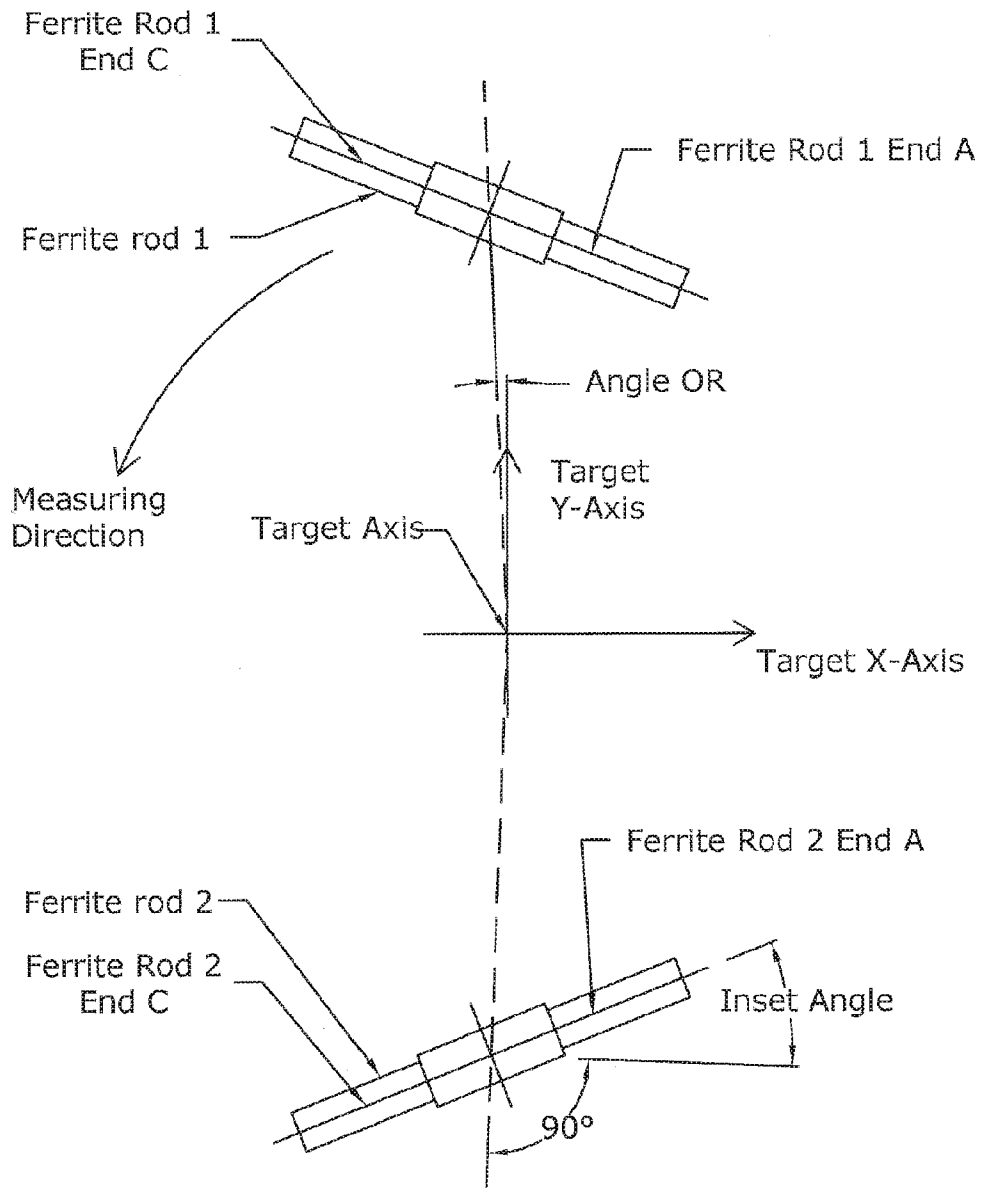 Ferrite Rod 1
End C
Ferrite Rod 1 End A
Ferrite rod 1
Angle OR
Measuring
Direction
Target
Y-Axis
Target Axis
Target X-Axis
Ferrite Rod 2 End A
Ferrite rod 2
Ferrite Rod 2
End C
Inset Angle
90°